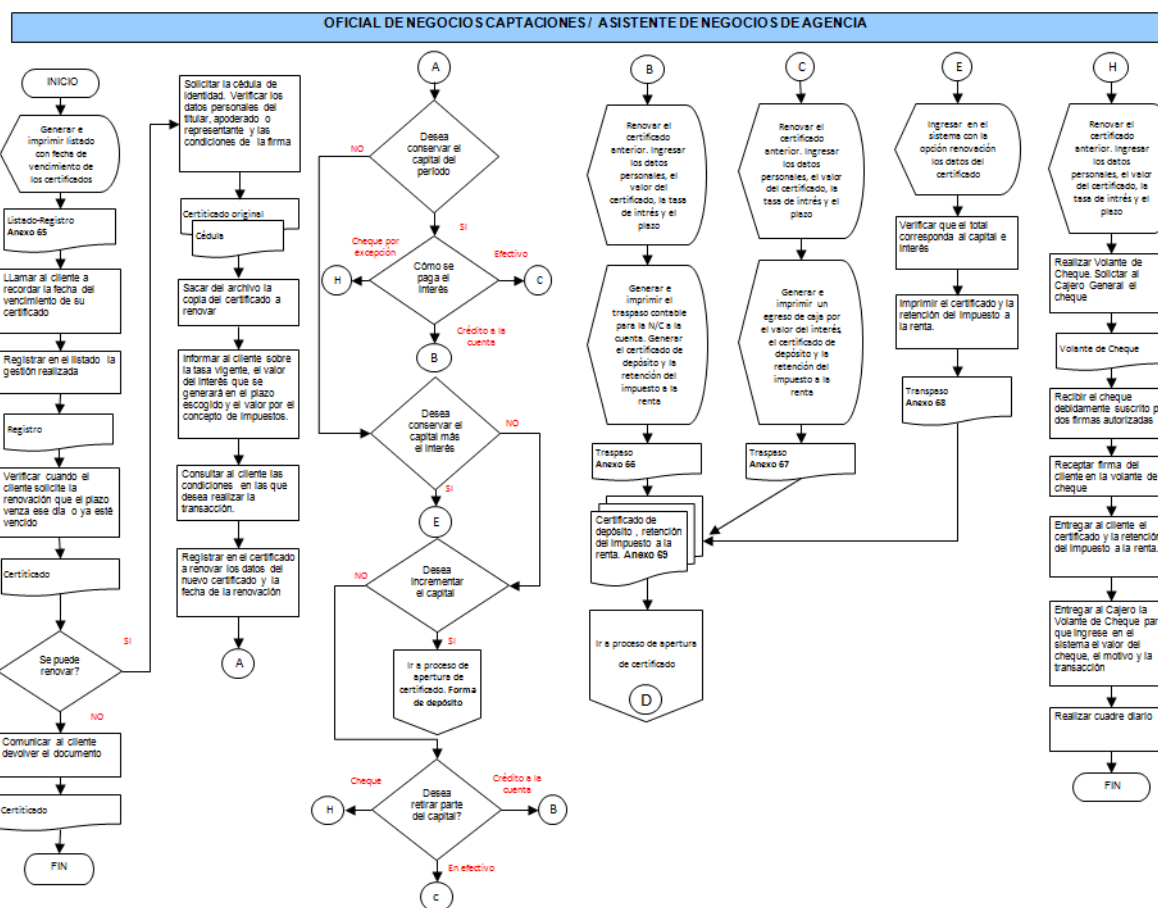 OFICIAL DE NEGOCIOS CAPTACIONES / ASISTENTE DE NEGOCIOS DE AGENCIA
INICIO
Generar e
imprimir listado
con fecha de
vencimiento de
los certificados
Listado-Registro
Anexo 65
LLamar al cliente a
recordar la fecha del
vencimiento de su
certificado
Registrar en el listado la
gestión realizada
Registro
Verificar cuando el
cliente solicite la
renovación que el plazo
venza ese día o ya esté
vencido
Certificado
Se puede
renovar?
SI
NO
Comunicar al cliente
devolver el documento
Certificado
FIN
Solicitar la cédula de
Identidad. Verificar los
datos personales del
titular, apoderado o
representante y las
condiciones de la firma
Certificado original
Cédula
Sacar del archivo la
copia del certificado a
renovar
Informar al cliente sobre
la tasa vigente, el valor
del interés que se
generará en el plazo
escogido y el valor por el
concepto de impuestos.
Consultar al cliente las
condiciones en las que
desea realizar la
transacción.
Registrar en el certificado
a renovar los datos del
nuevo certificado y la
fecha de la renovación
A
A
Desea
conservar el
capital del
período
NO
SI
Cómo se
paga el
interés
Cheque por
excepción
H
Efectivo
C
Crédito a la
cuenta
B
Desea
conservar el
capital más
el interés
NO
SI
E
Desea
incrementar
el capital
NO
SI
Ir a proceso de
apertura de
certificado. Forma
de depósito
Desea
retirar parte
del capital?
Cheque
H
Crédito a la
cuenta
B
En efectivo
c
B
Renovar el
certificado
anterior. Ingresar
los datos
personales, el
valor del
certificado, la tasa
de intrés y el
plazo
Generar e
imprimir el
traspaso contable
para la N/C a la
cuenta. Generar
el certificado de
depósito y la
retención del
impuesto a la
renta
Traspaso
Anexo 66
Certificado de
depósito , retención
del impuesto a la
renta. Anexo 69
Ir a proceso de apertura
de certificado
D
C
Renovar el
certificado
anterior. Ingresar
los datos
personales, el valor
del certificado, la
tasa de intrés y el
plazo
Generar e
imprimir un
egreso de caja por
el valor del interés,
el certificado de
depósito y la
retención del
impuesto a la
renta
Traspaso
Anexo 67
E
Ingresar en el
sistema con la
opción renovación
los datos del
certificado
Verificar que el total
corresponda al capital e
interés
Imprimir el certificado y la
retención del impuesto a
la renta.
Transpaso
Anexo 68
H
Renovar el
certificado
anterior. Ingresar
los datos
personales, el valor
del certificado, la
tasa de intrés y el
plazo
Realizar Volante de
Cheque. Solictar al
Cajero General el
cheque
Volante de Cheque
Recibir el cheque
debidamente suscrito p
dos firmas autorizadas
Receptar firma del
cliente en la volante de
cheque
Entregar al cliente el
certificado y la retención
del impuesto a la renta.
Entregar al Cajero la
Volante de Cheque par
que ingrese en el
sistema el valor del
cheque, el motivo y la
transacción
Realizar cuadre diario
FIN